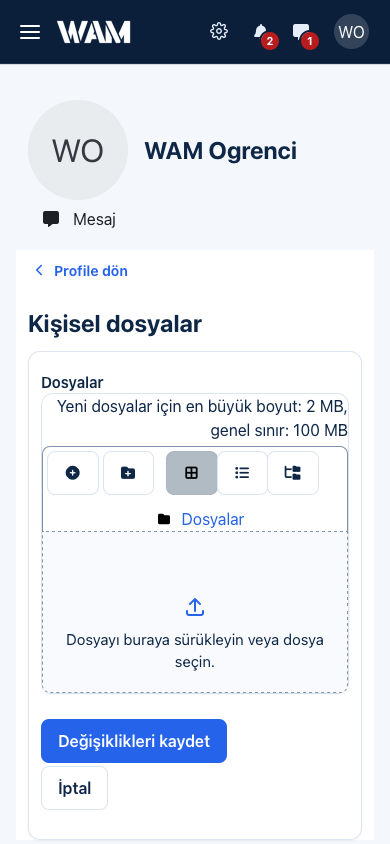 WAM
2
1
WO
WO
WAM Ogrenci
Mesaj
Profile dön
Kişisel dosyalar
Dosyalar
Yeni dosyalar için en büyük boyut: 2 MB,
genel sınır: 100 MB
Dosyalar
Dosyayı buraya sürükleyin veya dosya
seçin.
Değişiklikleri kaydet
İptal